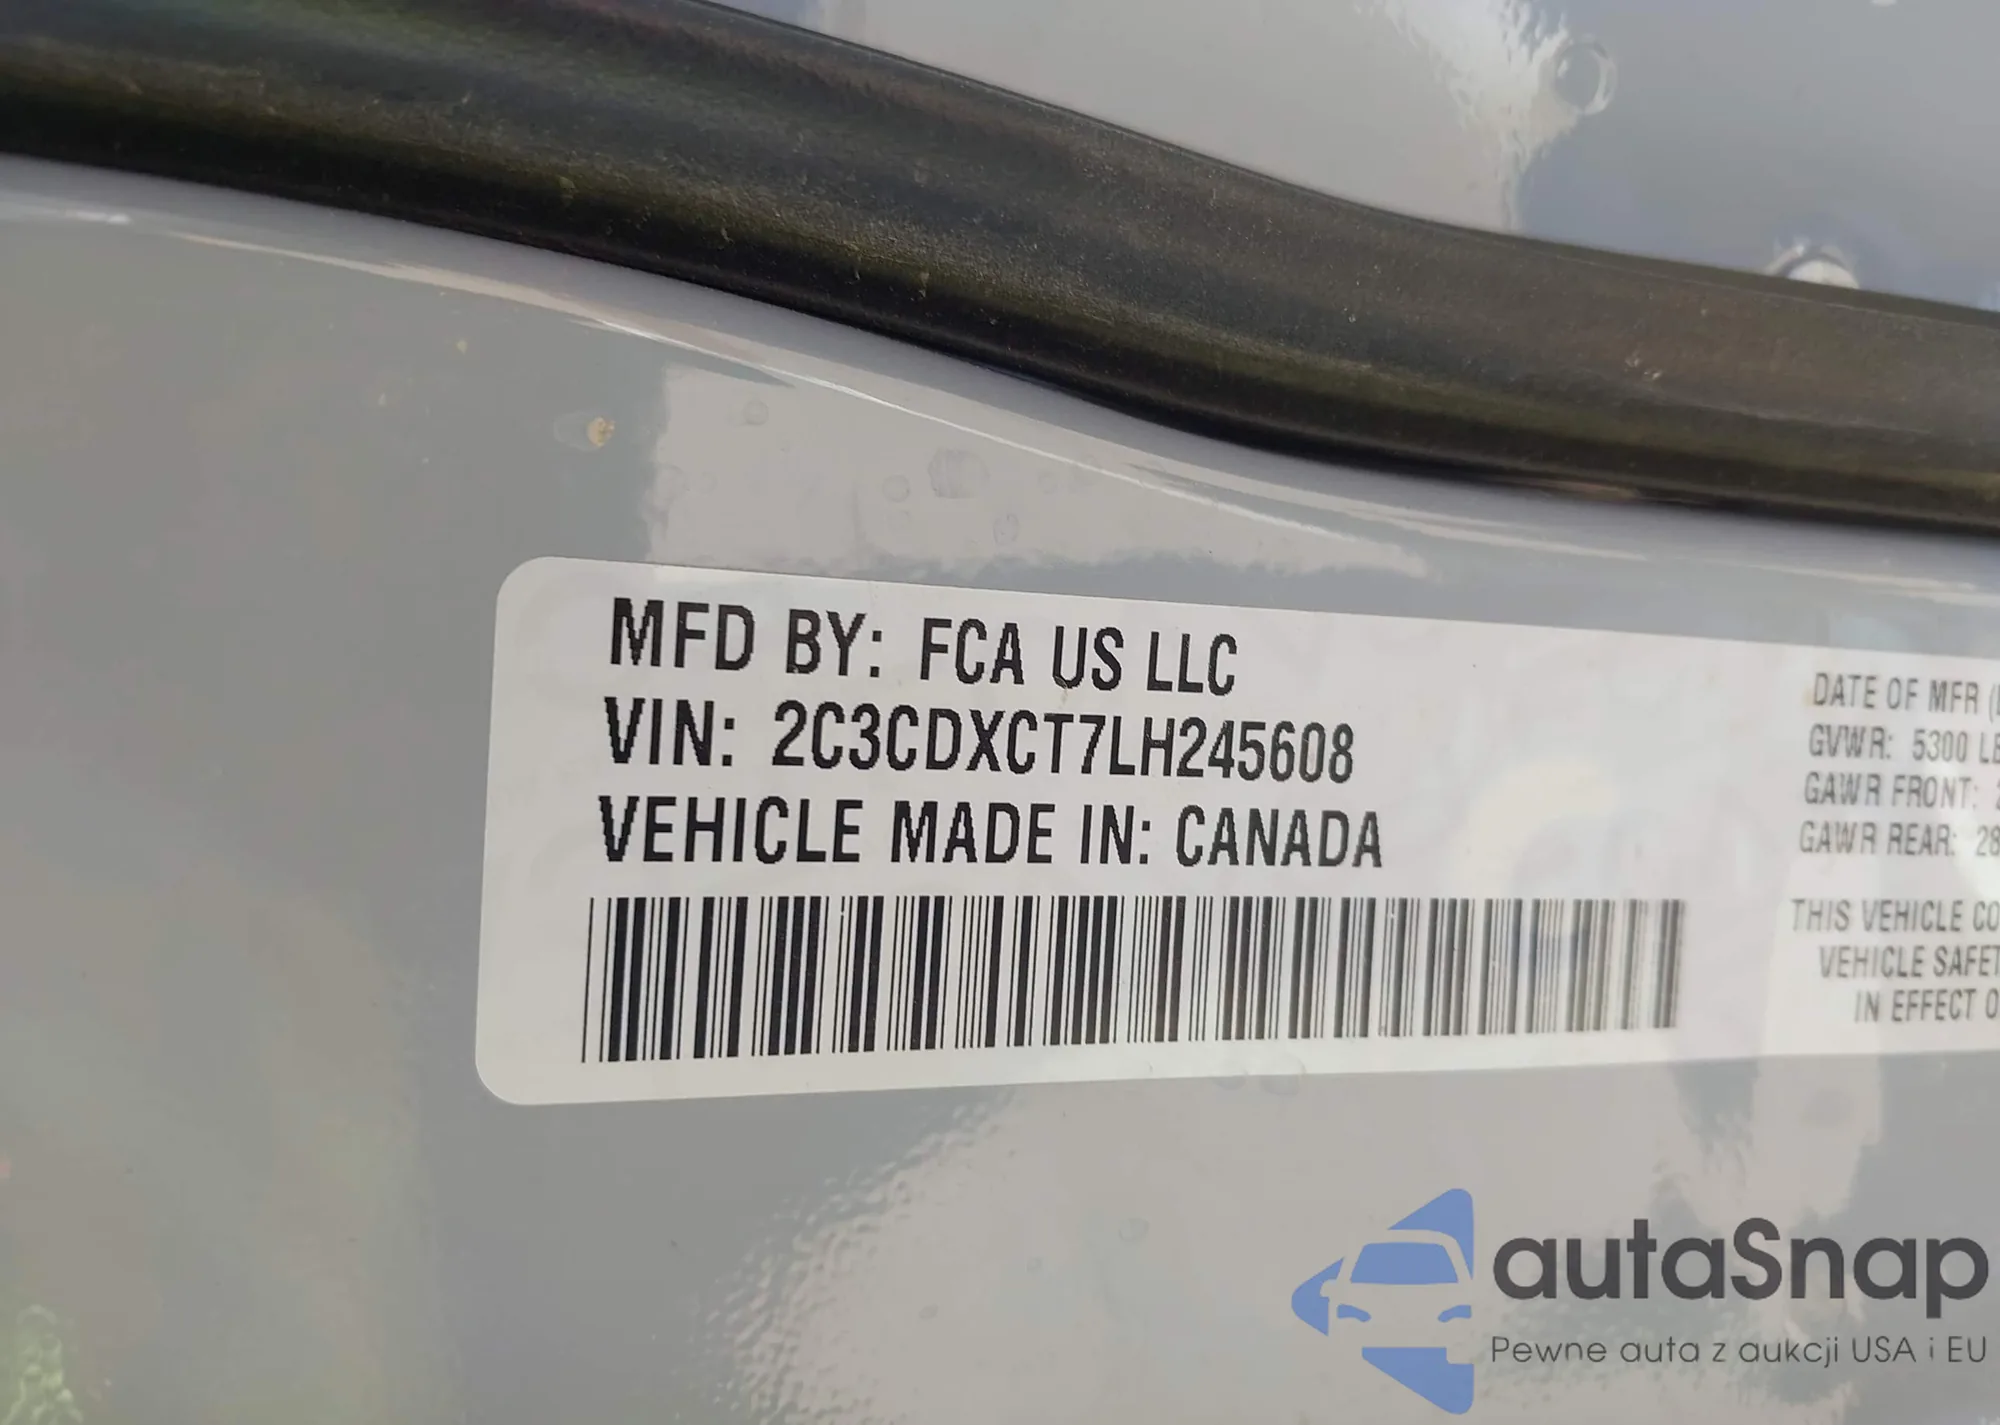 MFD BY: FCA US LLC
VIN: 2C3CDXCT7LH245608
VEHICLE MADE IN: CANADA
DATE OF MFR
GVWR: 5300
GAWR FRONT:
GAWR REAR:
THIS VEHICLE
VEHICLE
IN EFFECT
autaSnap
Pewne auta z aukcji USA i EU